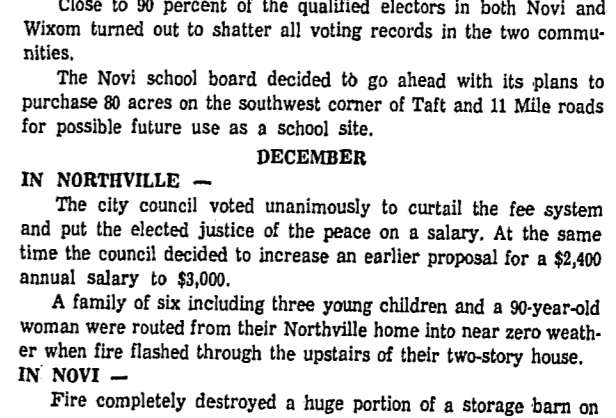 Close to 90 percent of the qualified electors in both Novi and
Wixom turned out to shatter all voting records in the two commu-
nities.
The Novi school board decided to go ahead with its plans to
purchase 80 acres on the southwest corner of Taft and 11 Mile roads
for possible future use as a school site.
DECEMBER
IN NORTHVILLE —
The city council voted unanimously to curtail the fee system
and put the elected justice of the peace on a salary. At the same
time the council decided to increase an earlier proposal for a $2,400
annual salary to $3,000.
A family of six including three young children and a 90-year-old
woman were routed from their Northville home into near zero weath-
er when fire flashed through the upstairs of their two-story house.
IN NOVI —
Fire completely destroyed a huge portion of a storage barn on